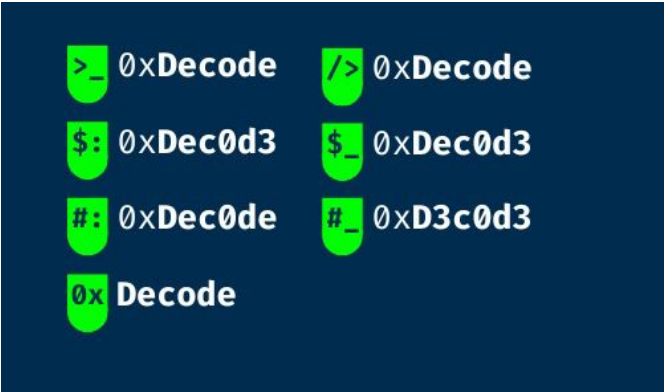 >_ 0xDecode
/> 0xDecode
$: 0xDec0d3
$_ 0xDec0d3
#: 0xDec0de
#_ 0xD3c0d3
0x Decode